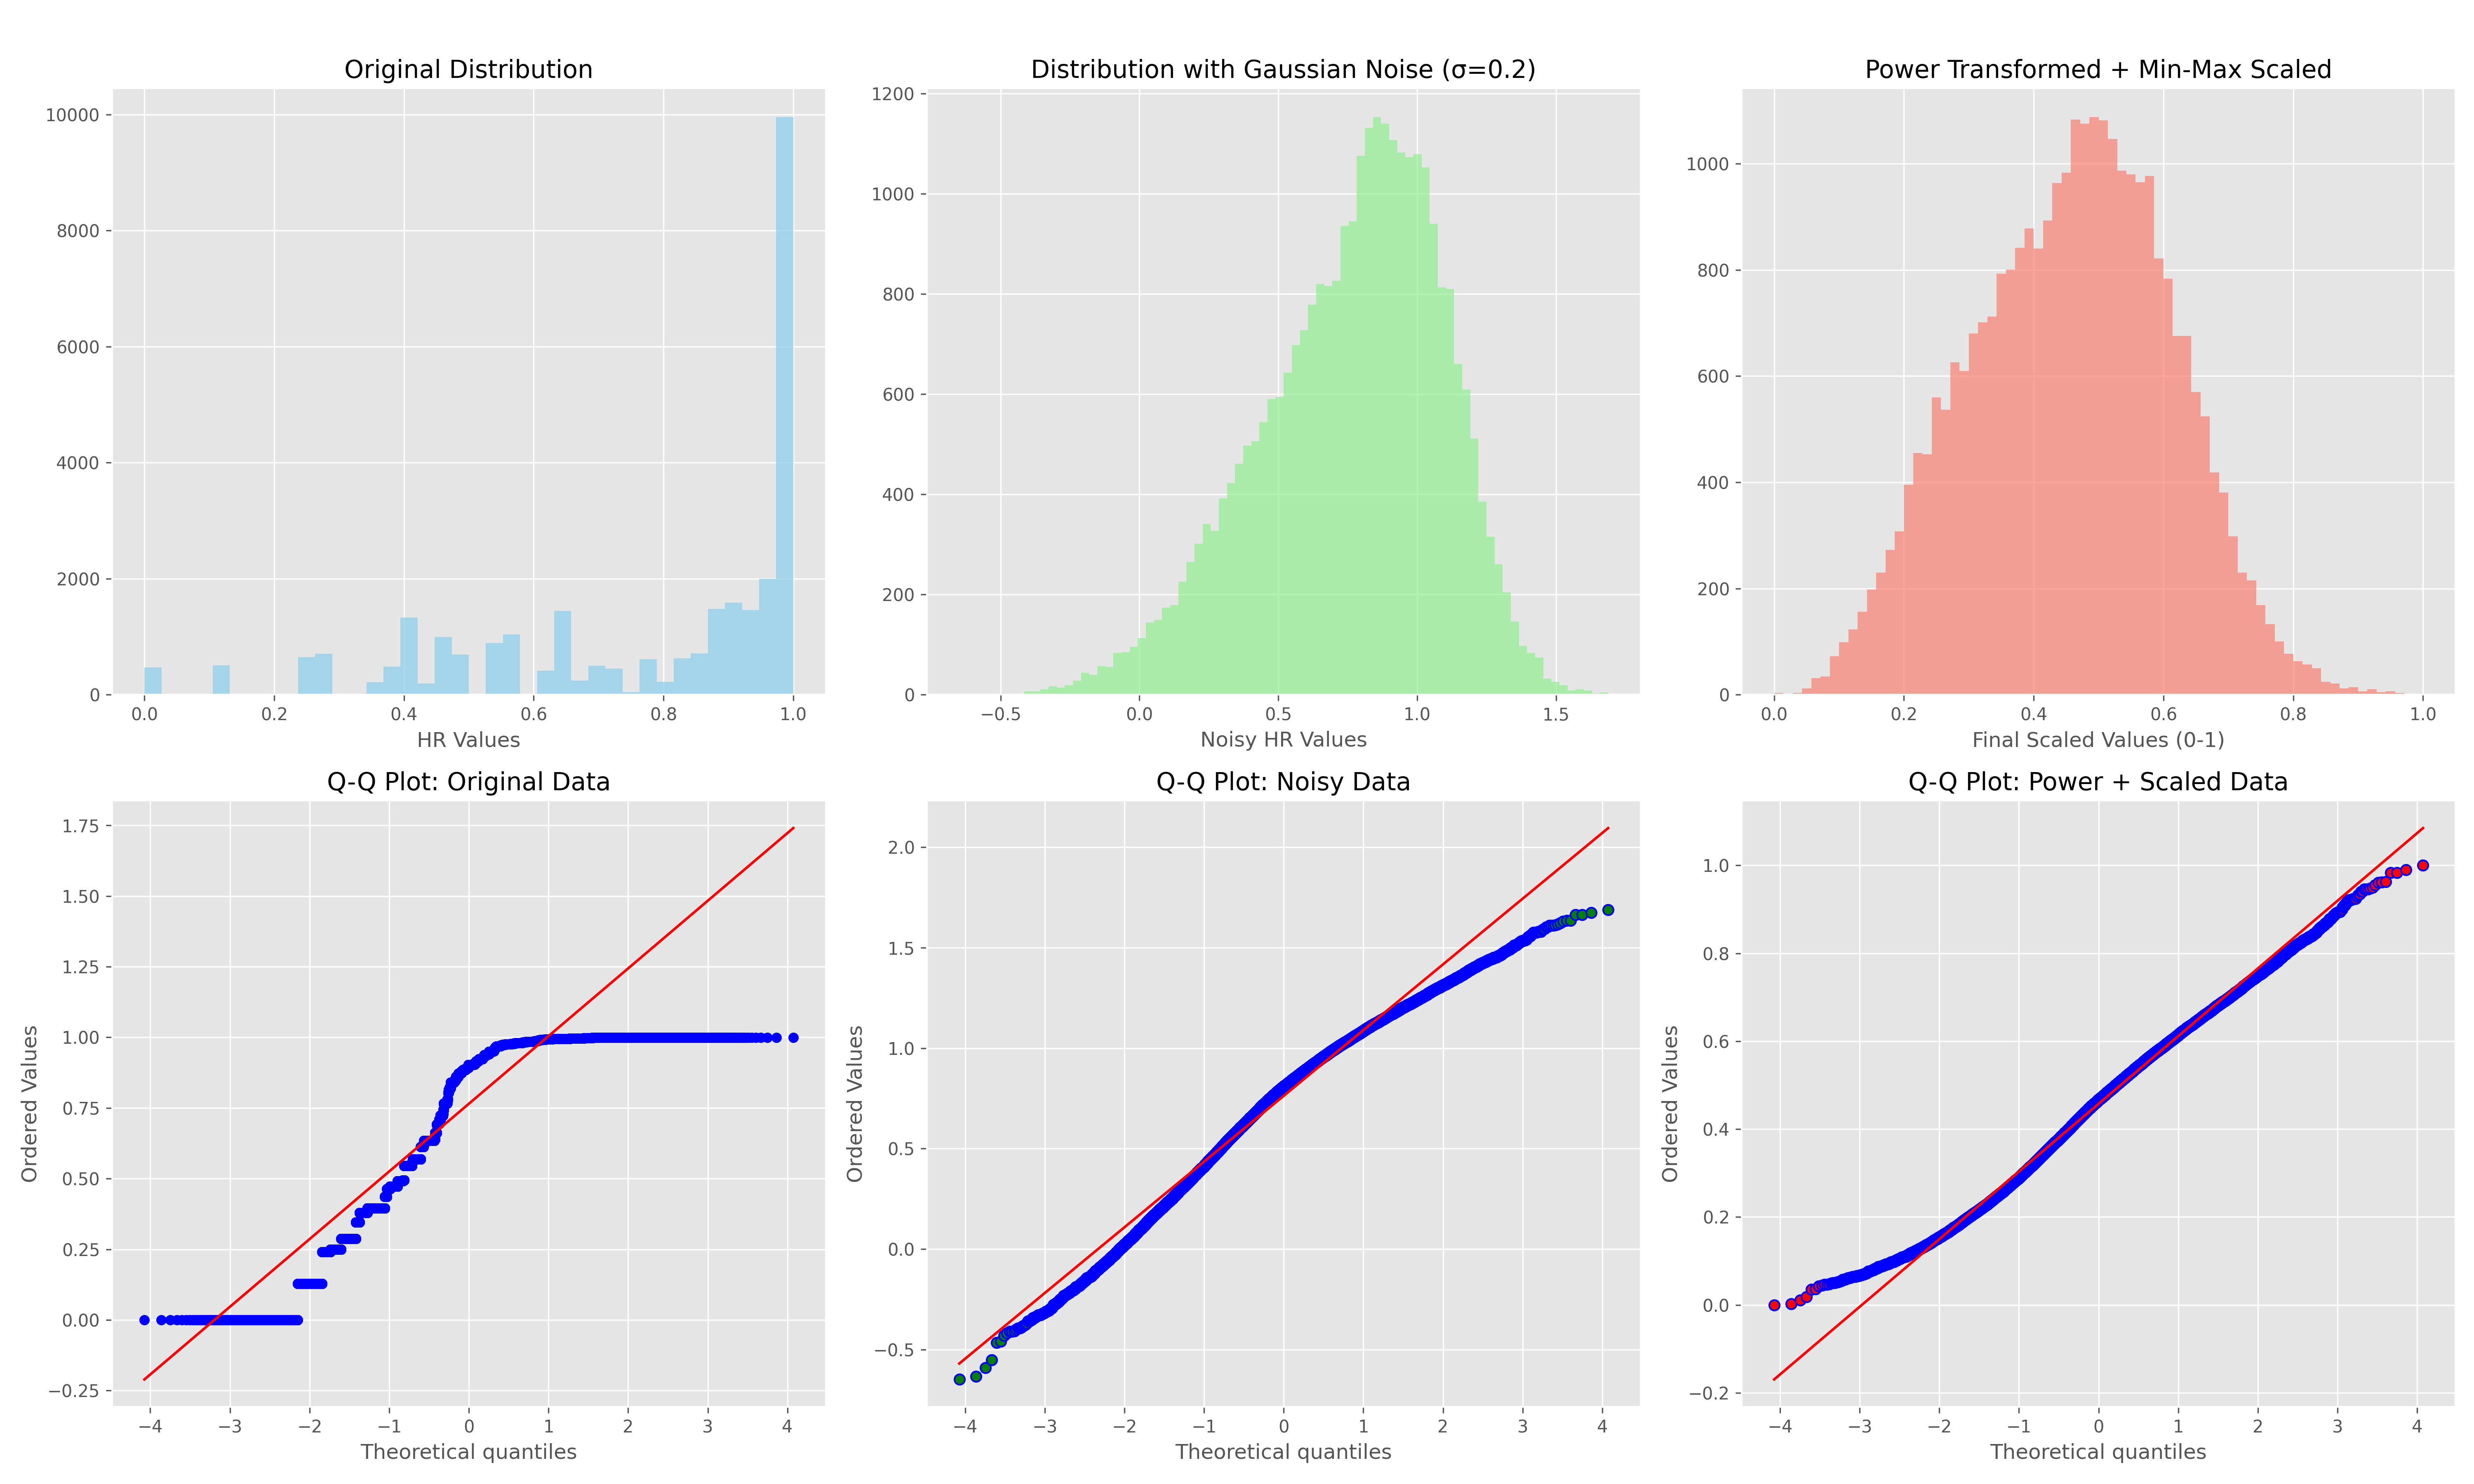 Original Distribution
10000
8000
6000
4000
2000
0
0.0 0.2 0.4 0.6 0.8 1.0
HR Values
Distribution with Gaussian Noise (σ=0.2)
1200
1000
800
600
400
200
0
−0.5 0.0 0.5 1.0 1.5
Noisy HR Values
Power Transformed + Min-Max Scaled
1000
800
600
400
200
0
0.0 0.2 0.4 0.6 0.8 1.0
Final Scaled Values (0-1)
Q-Q Plot: Original Data
Ordered Values
1.75
1.50
1.25
1.00
0.75
0.50
0.25
0.00
−0.25
−4 −3 −2 −1 0 1 2 3 4
Theoretical quantiles
Q-Q Plot: Noisy Data
Ordered Values
2.0
1.5
1.0
0.5
0.0
−0.5
−4 −3 −2 −1 0 1 2 3 4
Theoretical quantiles
Q-Q Plot: Power + Scaled Data
Ordered Values
1.0
0.8
0.6
0.4
0.2
0.0
−0.2
−4 −3 −2 −1 0 1 2 3 4
Theoretical quantiles